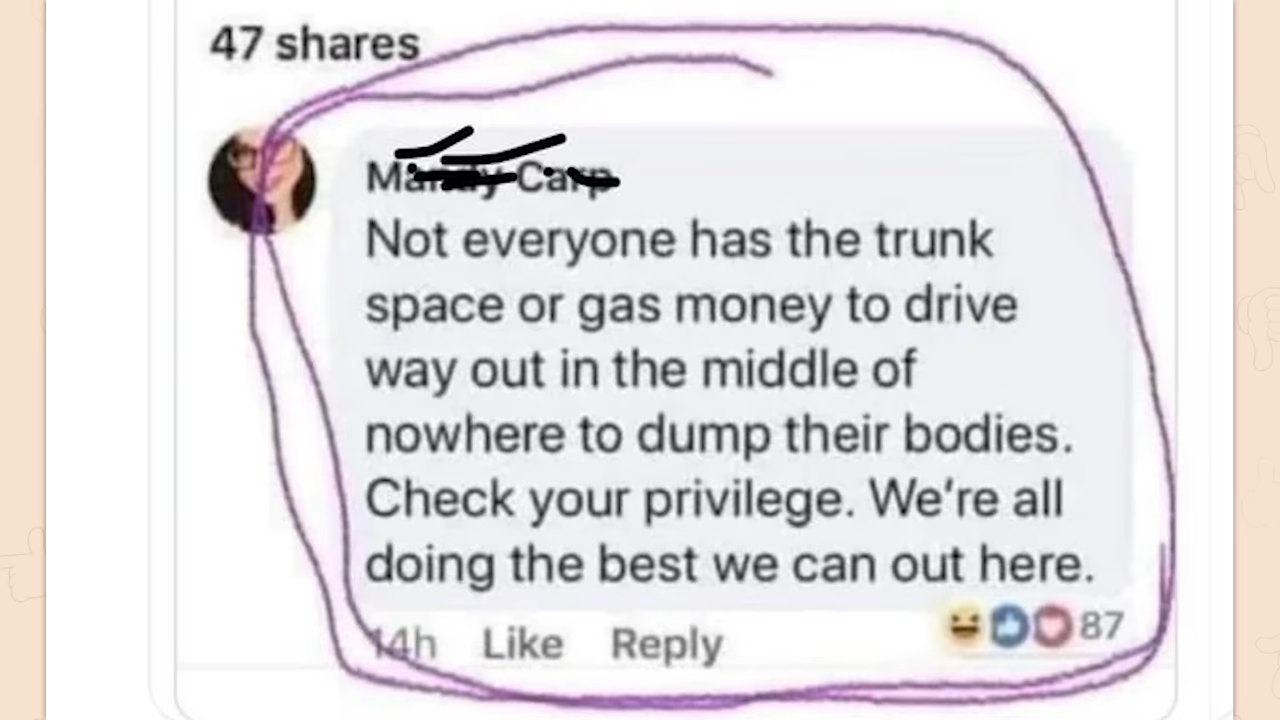 47 shares
Not everyone has the trunk
space or gas money to drive
way out in the middle of
nowhere to dump their bodies.
Check your privilege. We're all
doing the best we can out here.
14h Like Reply 87